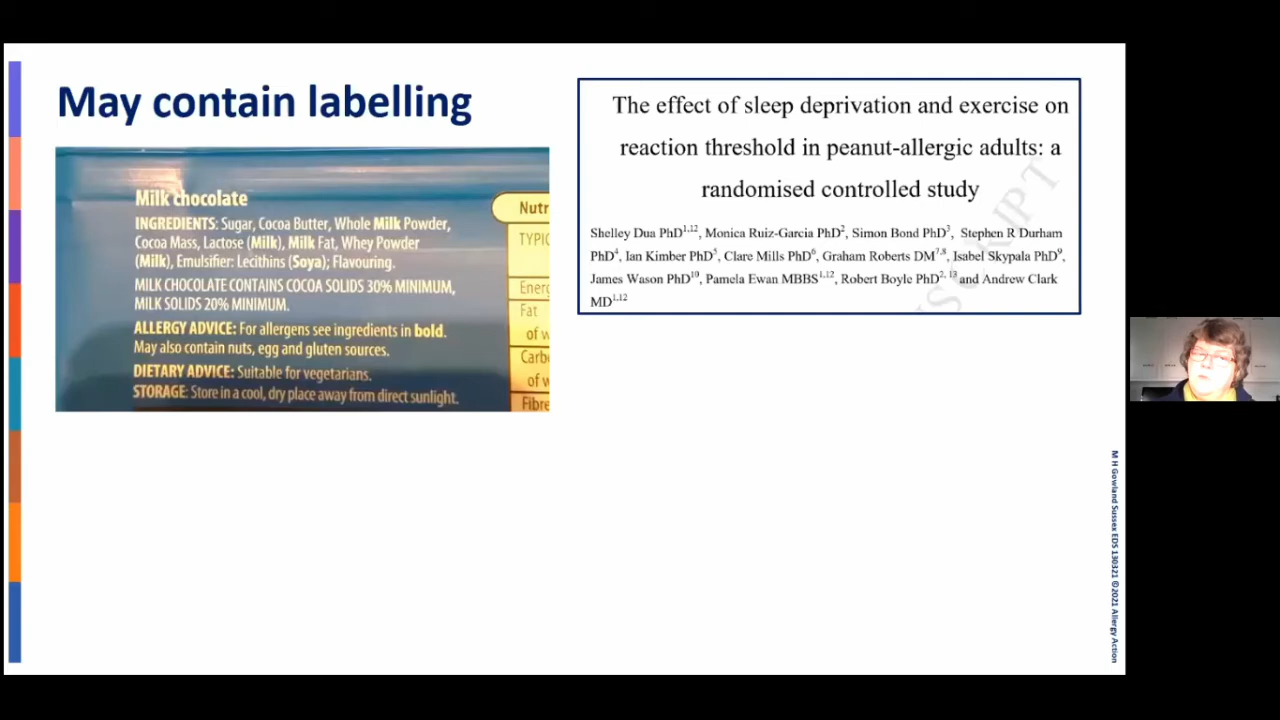 May contain labelling
Milk chocolate
INGREDIENTS: Sugar, Cocoa Butter, Whole Milk Powder,
Cocoa Mass, Lactose (Milk), Milk Fat, Whey Powder
(Milk), Emulsifier: Lecithins (Soya); Flavouring.
MILK CHOCOLATE CONTAINS COCOA SOLIDS 30% MINIMUM,
MILK SOLIDS 20% MINIMUM.
ALLERGY ADVICE: For allergens see ingredients in bold.
May also contain nuts, egg and gluten sources.
DIETARY ADVICE: Suitable for vegetarians.
STORAGE: Store in a cool, dry place away from direct sunlight.
Nutr
TYPIC
Energ
Fat
of w
Carb
of w
Fibre
The effect of sleep deprivation and exercise on
reaction threshold in peanut-allergic adults: a
randomised controlled study
Shelley Dua PhD1,12, Monica Ruiz-Garcia PhD2, Simon Bond PhD3, Stephen R Durham
PhD4, Ian Kimber PhD5, Clare Mills PhD6, Graham Roberts DM7,8, Isabel Skypala PhD9,
James Wason PhD10, Pamela Ewan MBBS1,12, Robert Boyle PhD2, 13 and Andrew Clark
MD1,12
M H Gowland Sussex EDS 130321 ©2021 Allergy Action